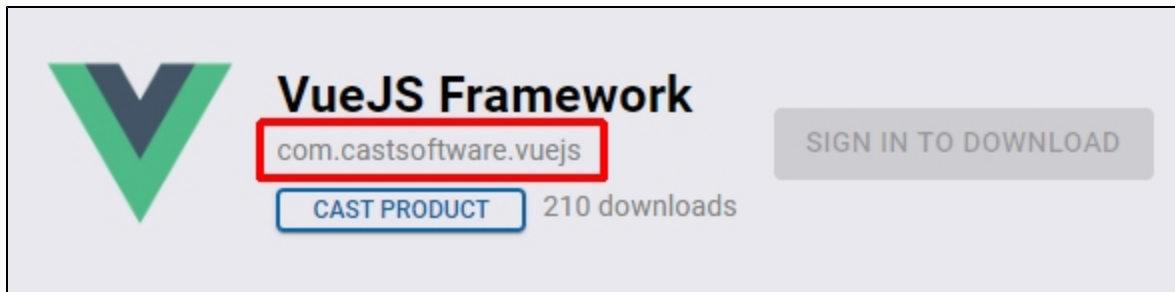 VueJS Framework
com.castsoftware.vuejs
SIGN IN TO DOWNLOAD
CAST PRODUCT 210 downloads